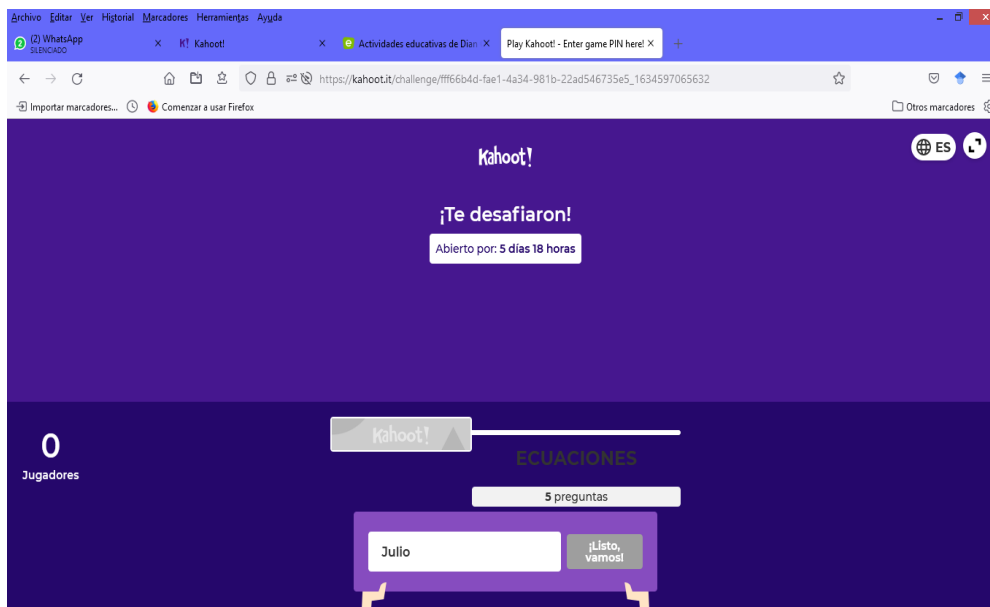 Archivo Editar Ver Historial Marcadores Herramientas Ayuda
2 (2) WhatsApp
SILENCIADO
K! Kahoot!
e Actividades educativas de Dian
Play Kahoot! - Enter game PIN here!
https://kahoot.it/challenge/fff66b4d-fae1-4a34-981b-22ad546735e5_1634597065632
Importar marcadores... Comenzar a usar Firefox Otros marcadores
Kahoot!
ES
¡Te desafiaron!
Abierto por: 5 días 18 horas
0
Jugadores
Kahoot!
ECUACIONES
5 preguntas
Julio
¡Listo,
vamos!